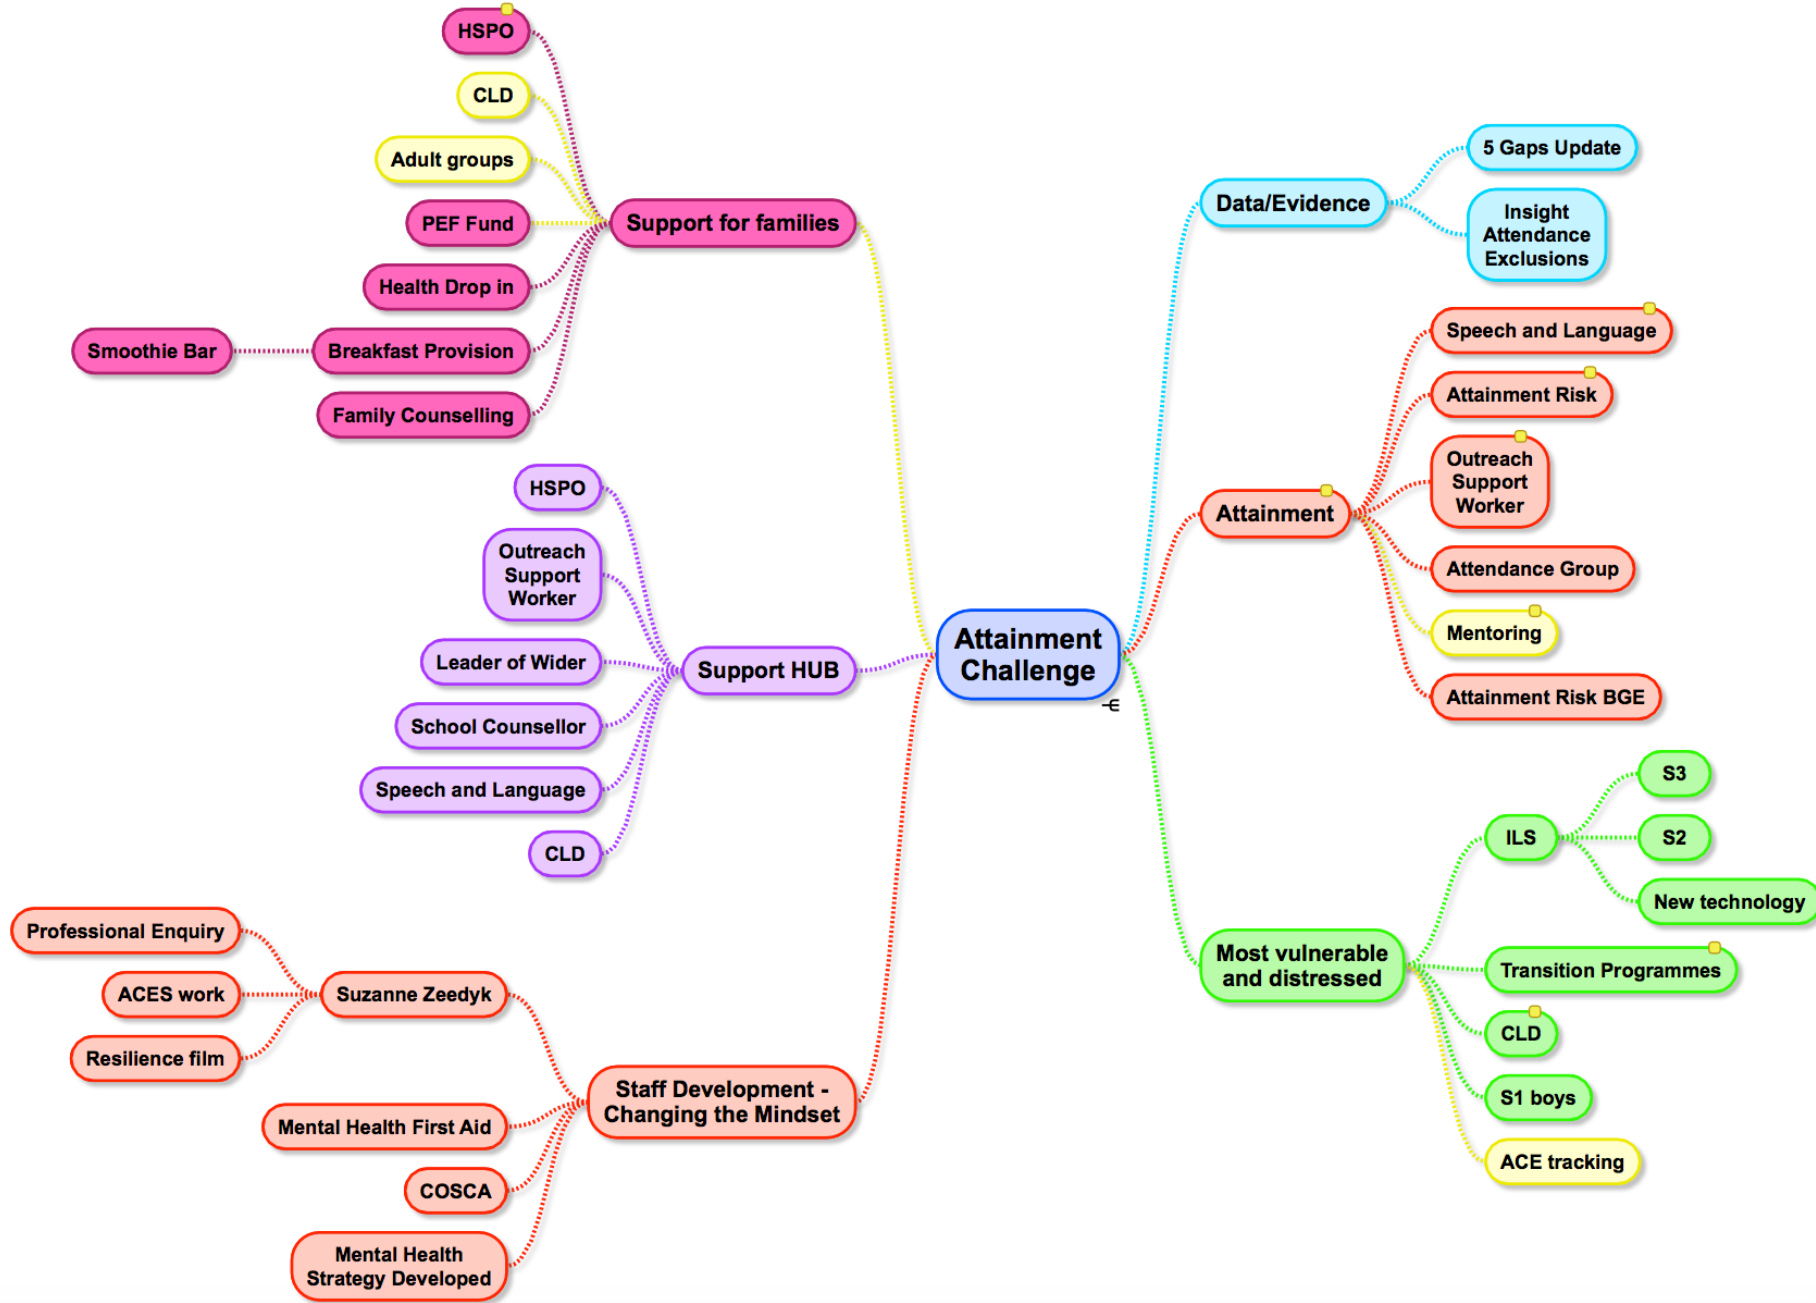 HSPO
CLD
Adult groups
PEF Fund
Health Drop in
Smoothie Bar
Breakfast Provision
Family Counselling
Support for families
HSPO
Outreach
Support
Worker
Leader of Wider
School Counsellor
Speech and Language
CLD
Support HUB
Professional Enquiry
ACES work
Resilience film
Suzanne Zeedyk
Mental Health First Aid
COSCA
Mental Health
Strategy Developed
Staff Development -
Changing the Mindset
Attainment
Challenge
Data/Evidence
5 Gaps Update
Insight
Attendance
Exclusions
Attainment
Speech and Language
Attainment Risk
Outreach
Support
Worker
Attendance Group
Mentoring
Attainment Risk BGE
Most vulnerable
and distressed
ILS
S3
S2
New technology
Transition Programmes
CLD
S1 boys
ACE tracking